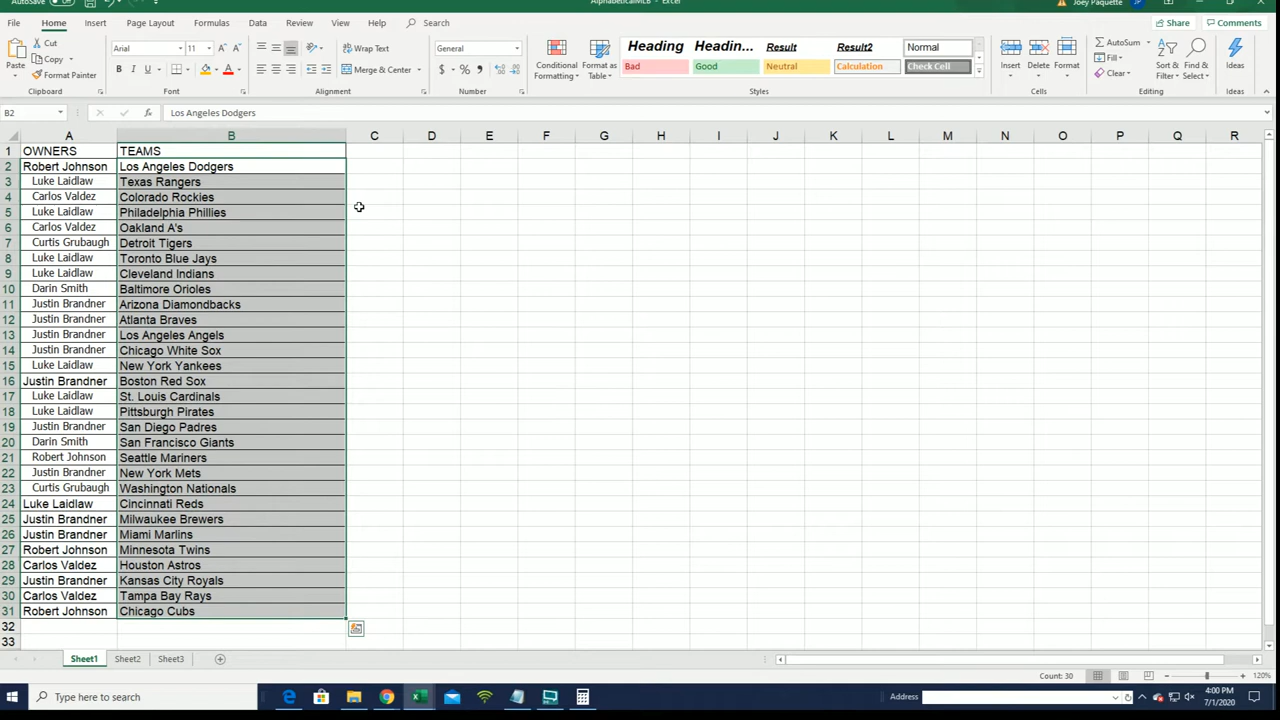 AutoSave Off AlphabeticalMLB - Excel Joey Paquette
File Home Insert Page Layout Formulas Data Review View Help Search Share Comments
Paste Cut Copy Format Painter Clipboard
Arial 11 A A B I U A Font
Wrap Text Merge & Center Alignment
General $ % , Number
Conditional Formatting Format as Table
Heading Headin... Result Result2 Normal
Bad Good Neutral Calculation Check Cell
Styles
Insert Delete Format Cells
AutoSum Fill Clear Sort & Filter Find & Select Editing
Ideas Ideas
B2 fx Los Angeles Dodgers
A B C D E F G H I J K L M N O P Q R
1 OWNERS TEAMS
2 Robert Johnson Los Angeles Dodgers
3 Luke Laidlaw Texas Rangers
4 Carlos Valdez Colorado Rockies
5 Luke Laidlaw Philadelphia Phillies
6 Carlos Valdez Oakland A's
7 Curtis Grubaugh Detroit Tigers
8 Luke Laidlaw Toronto Blue Jays
9 Luke Laidlaw Cleveland Indians
10 Darin Smith Baltimore Orioles
11 Justin Brandner Arizona Diamondbacks
12 Justin Brandner Atlanta Braves
13 Justin Brandner Los Angeles Angels
14 Justin Brandner Chicago White Sox
15 Luke Laidlaw New York Yankees
16 Justin Brandner Boston Red Sox
17 Luke Laidlaw St. Louis Cardinals
18 Luke Laidlaw Pittsburgh Pirates
19 Justin Brandner San Diego Padres
20 Darin Smith San Francisco Giants
21 Robert Johnson Seattle Mariners
22 Justin Brandner New York Mets
23 Curtis Grubaugh Washington Nationals
24 Luke Laidlaw Cincinnati Reds
25 Justin Brandner Milwaukee Brewers
26 Justin Brandner Miami Marlins
27 Robert Johnson Minnesota Twins
28 Carlos Valdez Houston Astros
29 Justin Brandner Kansas City Royals
30 Carlos Valdez Tampa Bay Rays
31 Robert Johnson Chicago Cubs
32
33
Sheet1 Sheet2 Sheet3
Count: 30 120%
Type here to search Address 4:00 PM
7/1/2020